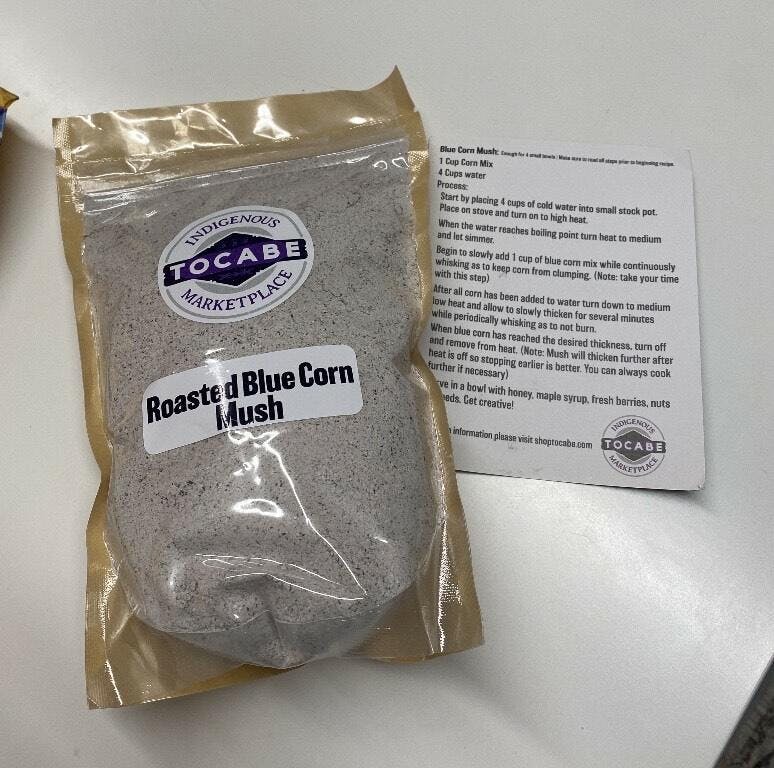 INDIGENOUS
TOCABE
MARKETPLACE
Roasted Blue Corn
Mush
Blue Corn Mush: Enough for 4 small bowls | Make sure to read all steps prior to beginning recipe.
1 Cup Corn Mix
4 Cups water
Process:
Start by placing 4 cups of cold water into small stock pot.
Place on stove and turn on to high heat.
When the water reaches boiling point turn heat to medium
and let simmer.
Begin to slowly add 1 cup of blue corn mix while continuously
whisking as to keep corn from clumping. (Note: take your time
with this step)
After all corn has been added to water turn down to medium
low heat and allow to slowly thicken for several minutes
while periodically whisking as to not burn.
When blue corn has reached the desired thickness, turn off
and remove from heat. (Note: Mush will thicken further after
heat is off so stopping earlier is better. You can always cook
further if necessary)
in a bowl with honey, maple syrup, fresh berries, nuts
Get creative!
information please visit shoptocabe.com
INDIGENOUS
TOCABE
MARKETPLACE